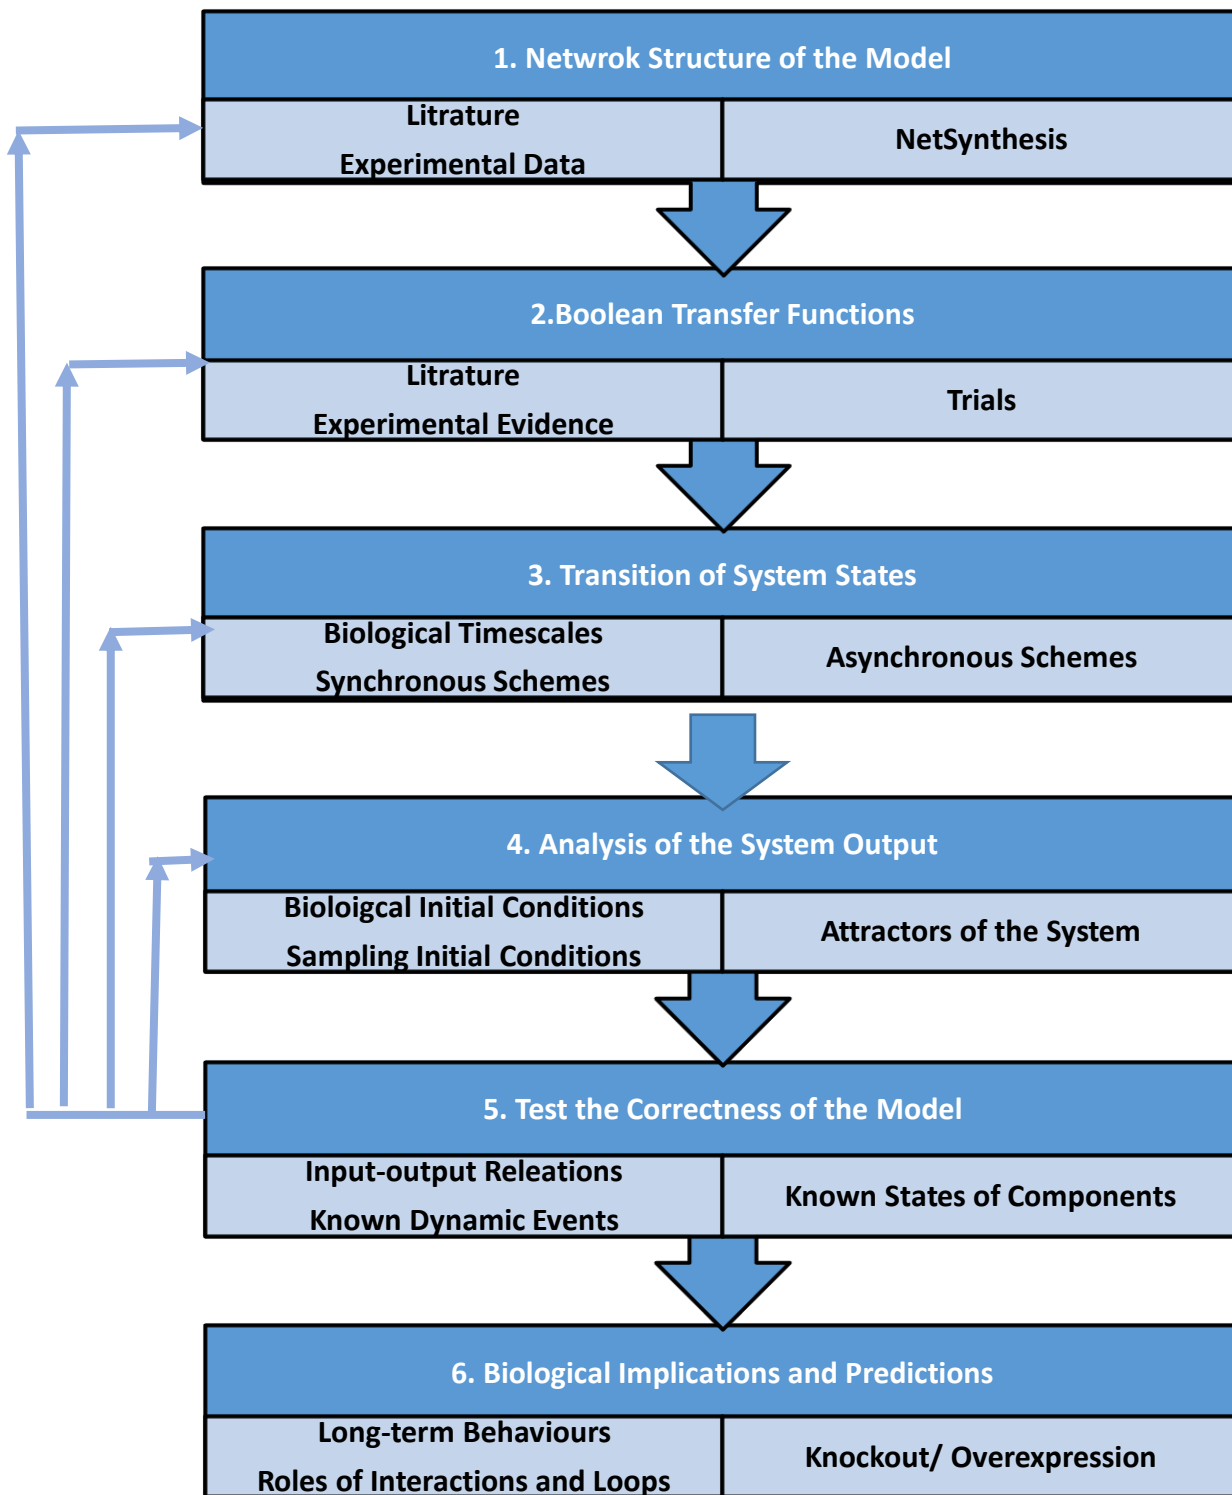 1. Netwrok Structure of the Model
Litrature
Experimental Data
NetSynthesis
2.Boolean Transfer Functions
Litrature
Experimental Evidence
Trials
3. Transition of System States
Biological Timescales
Synchronous Schemes
Asynchronous Schemes
4. Analysis of the System Output
Bioloigcal Initial Conditions
Sampling Initial Conditions
Attractors of the System
5. Test the Correctness of the Model
Input-output Releations
Known Dynamic Events
Known States of Components
6. Biological Implications and Predictions
Long-term Behaviours
Roles of Interactions and Loops
Knockout/ Overexpression